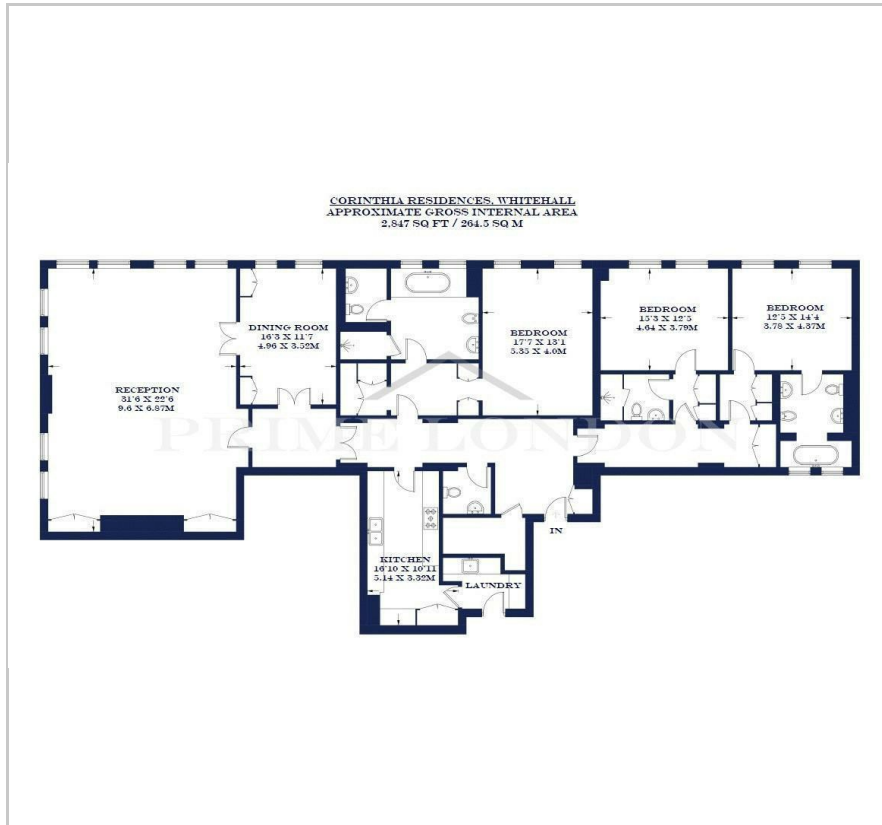 CORINTHIA RESIDENCES, WHITEHALL
APPROXIMATE GROSS INTERNAL AREA
2,847 SQ FT / 264.5 SQ M
RECEPTION
31'6 X 22'6
9.6 X 6.87M
DINING ROOM
16'3 X 11'7
4.96 X 3.52M
BEDROOM
17'7 X 13'1
5.35 X 4.0M
BEDROOM
15'3 X 12'5
4.64 X 3.79M
BEDROOM
12'5 X 14'4
3.78 X 4.37M
PRIME LONDON
IN
KITCHEN
16'10 X 10'11
5.14 X 3.32M
LAUNDRY